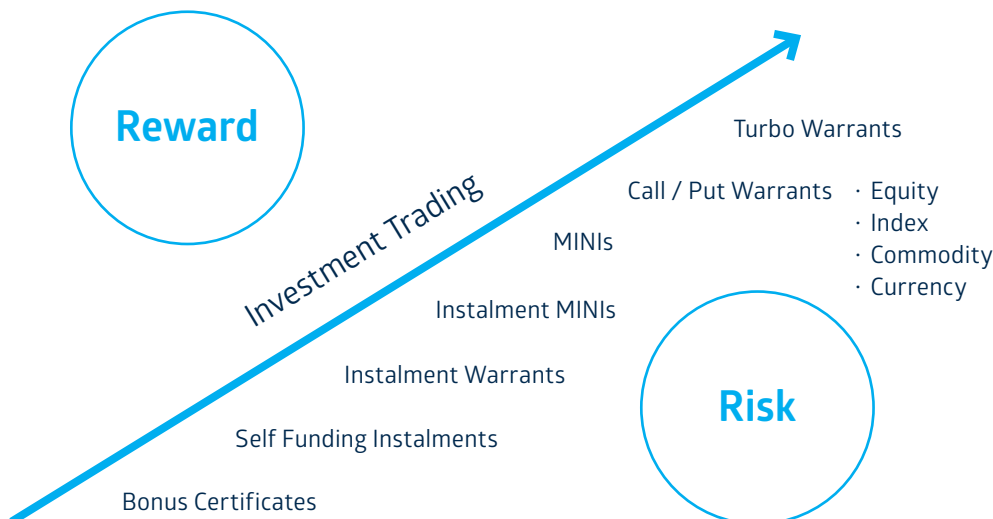 Reward
Turbo Warrants
Call / Put Warrants
· Equity
· Index
· Commodity
· Currency
Investment Trading
MINIs
Instalment MINIs
Instalment Warrants
Risk
Self Funding Instalments
Bonus Certificates